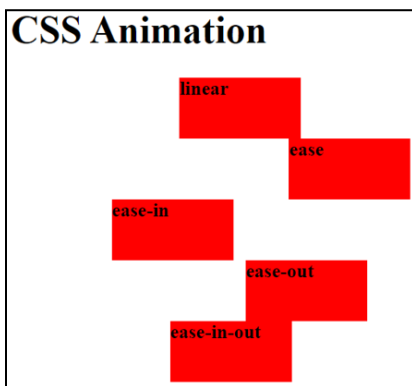 CSS Animation
linear
ease
ease-in
ease-out
ease-in-out